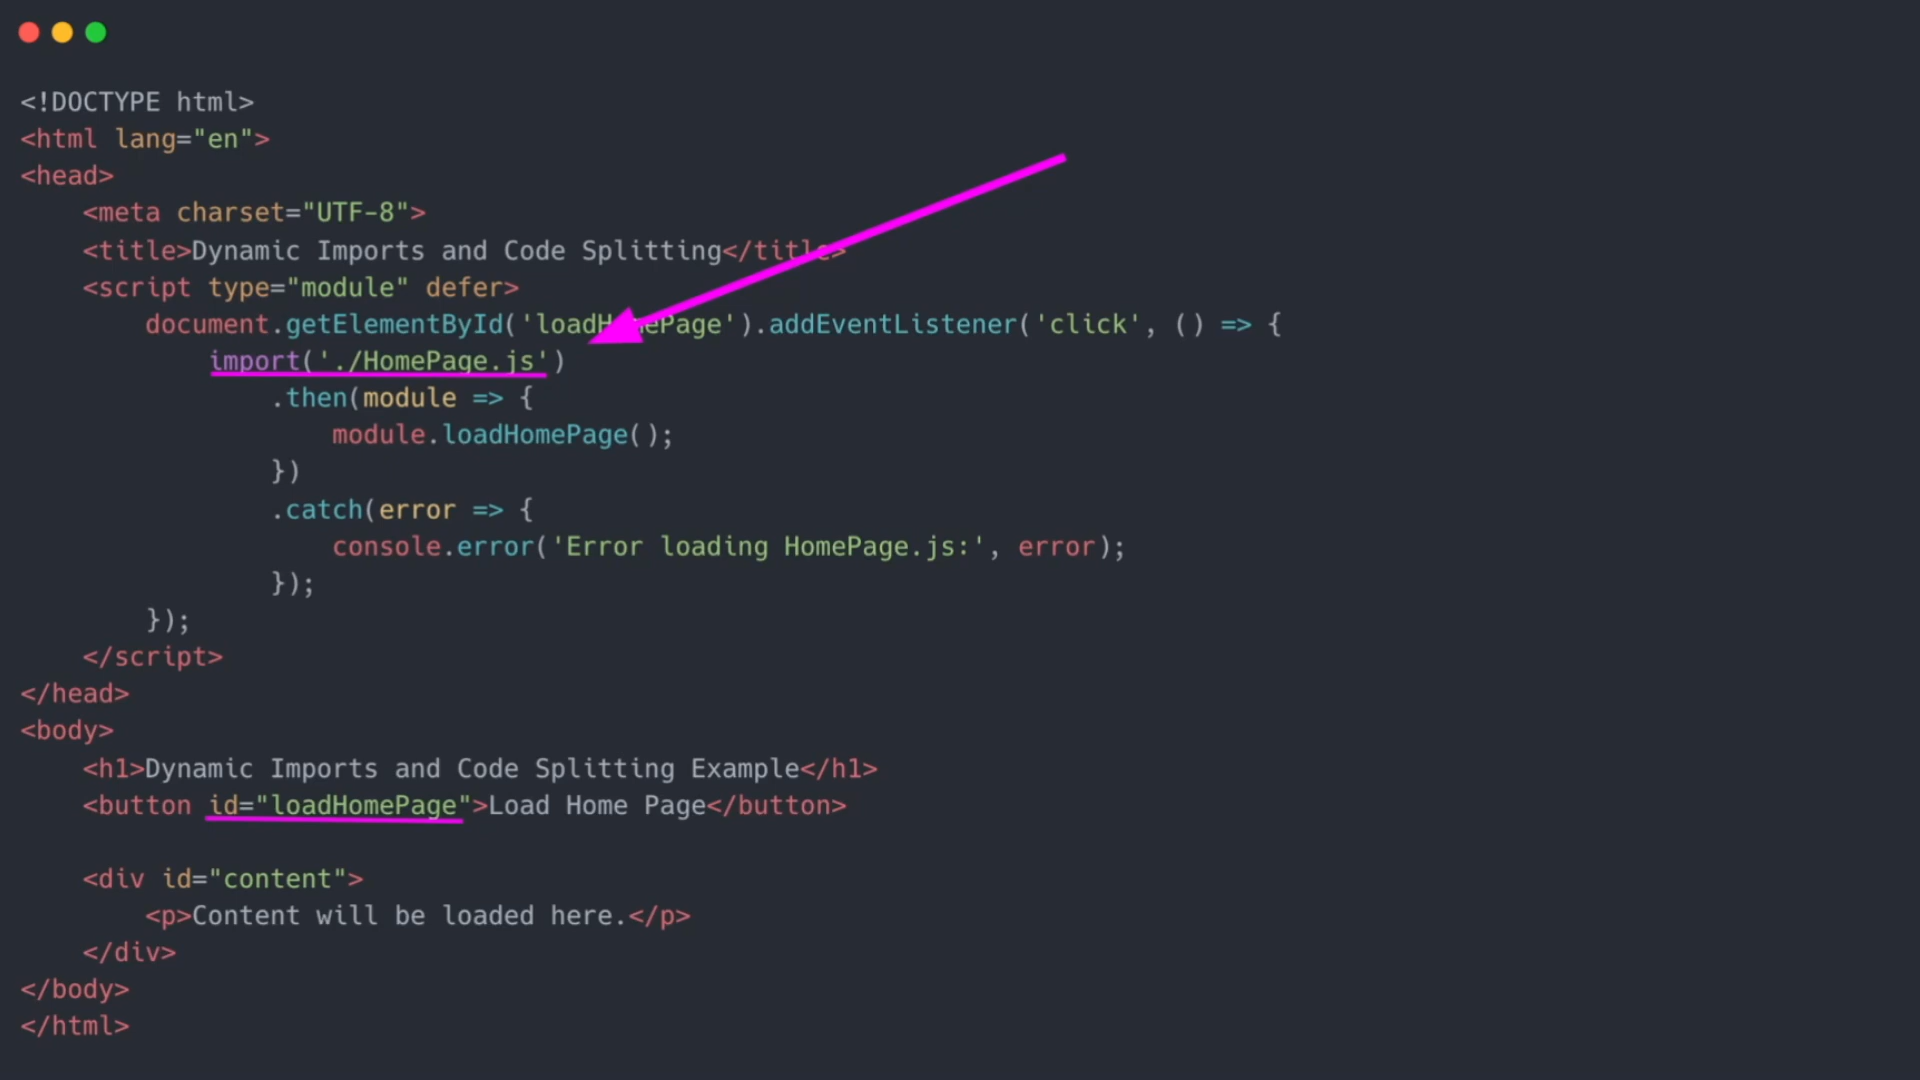 <!DOCTYPE html>
<html lang="en">
<head>
    <meta charset="UTF-8">
    <title>Dynamic Imports and Code Splitting</title>
    <script type="module" defer>
        document.getElementById('loadHomePage').addEventListener('click', () => {
            import('./HomePage.js')
                .then(module => {
                    module.loadHomePage();
                })
                .catch(error => {
                    console.error('Error loading HomePage.js:', error);
                });
        });
    </script>
</head>
<body>
    <h1>Dynamic Imports and Code Splitting Example</h1>
    <button id="loadHomePage">Load Home Page</button>
    <div id="content">
        <p>Content will be loaded here.</p>
    </div>
</body>
</html>